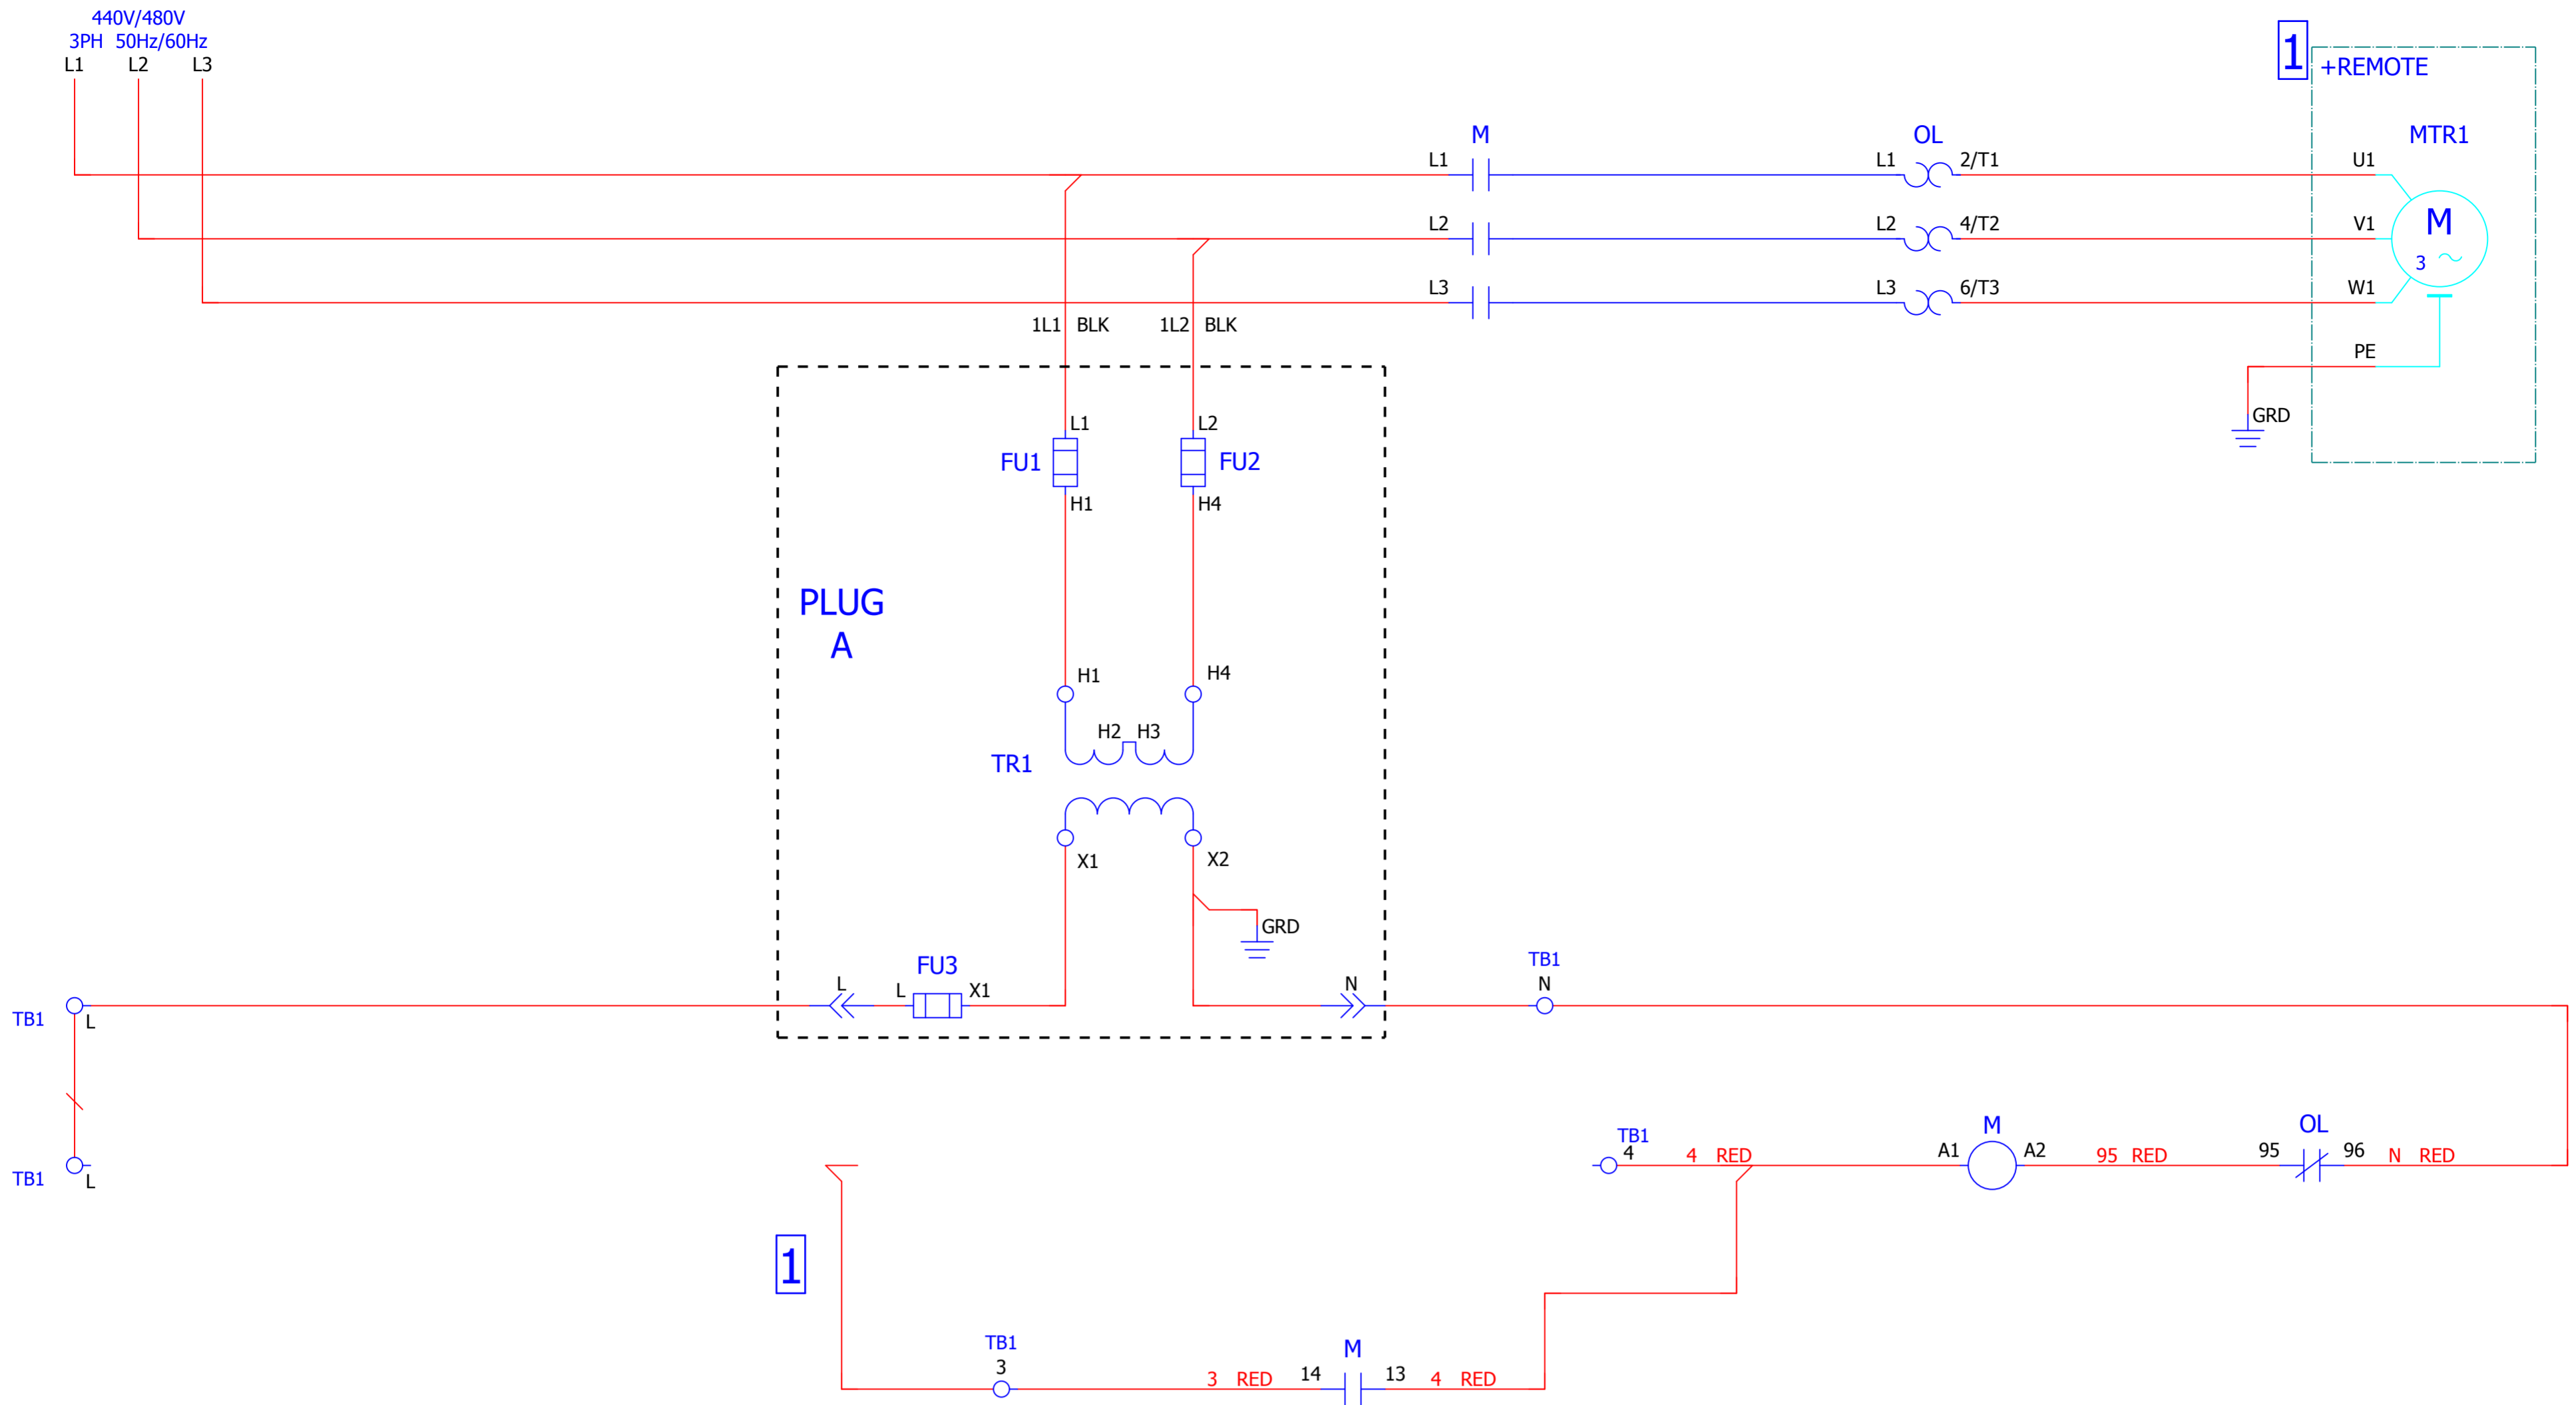 440V/480V
3PH 50Hz/60Hz
L1 L2 L3
1
+REMOTE
MTR1
M
OL
L1
L1
2/T1
U1
L2
L2
4/T2
V1
M
3
L3
L3
6/T3
W1
1L1 BLK
1L2 BLK
PE
GRD
L1
L2
FU1
FU2
H1
H4
PLUG
A
H1
H4
H2 H3
TR1
X1
X2
GRD
FU3
L
L
X1
N
TB1
N
TB1
L
TB1
L
TB1
4
4 RED
M
A1
A2
95 RED
OL
95
96
N RED
1
TB1
3
3 RED
M
14
13
4 RED